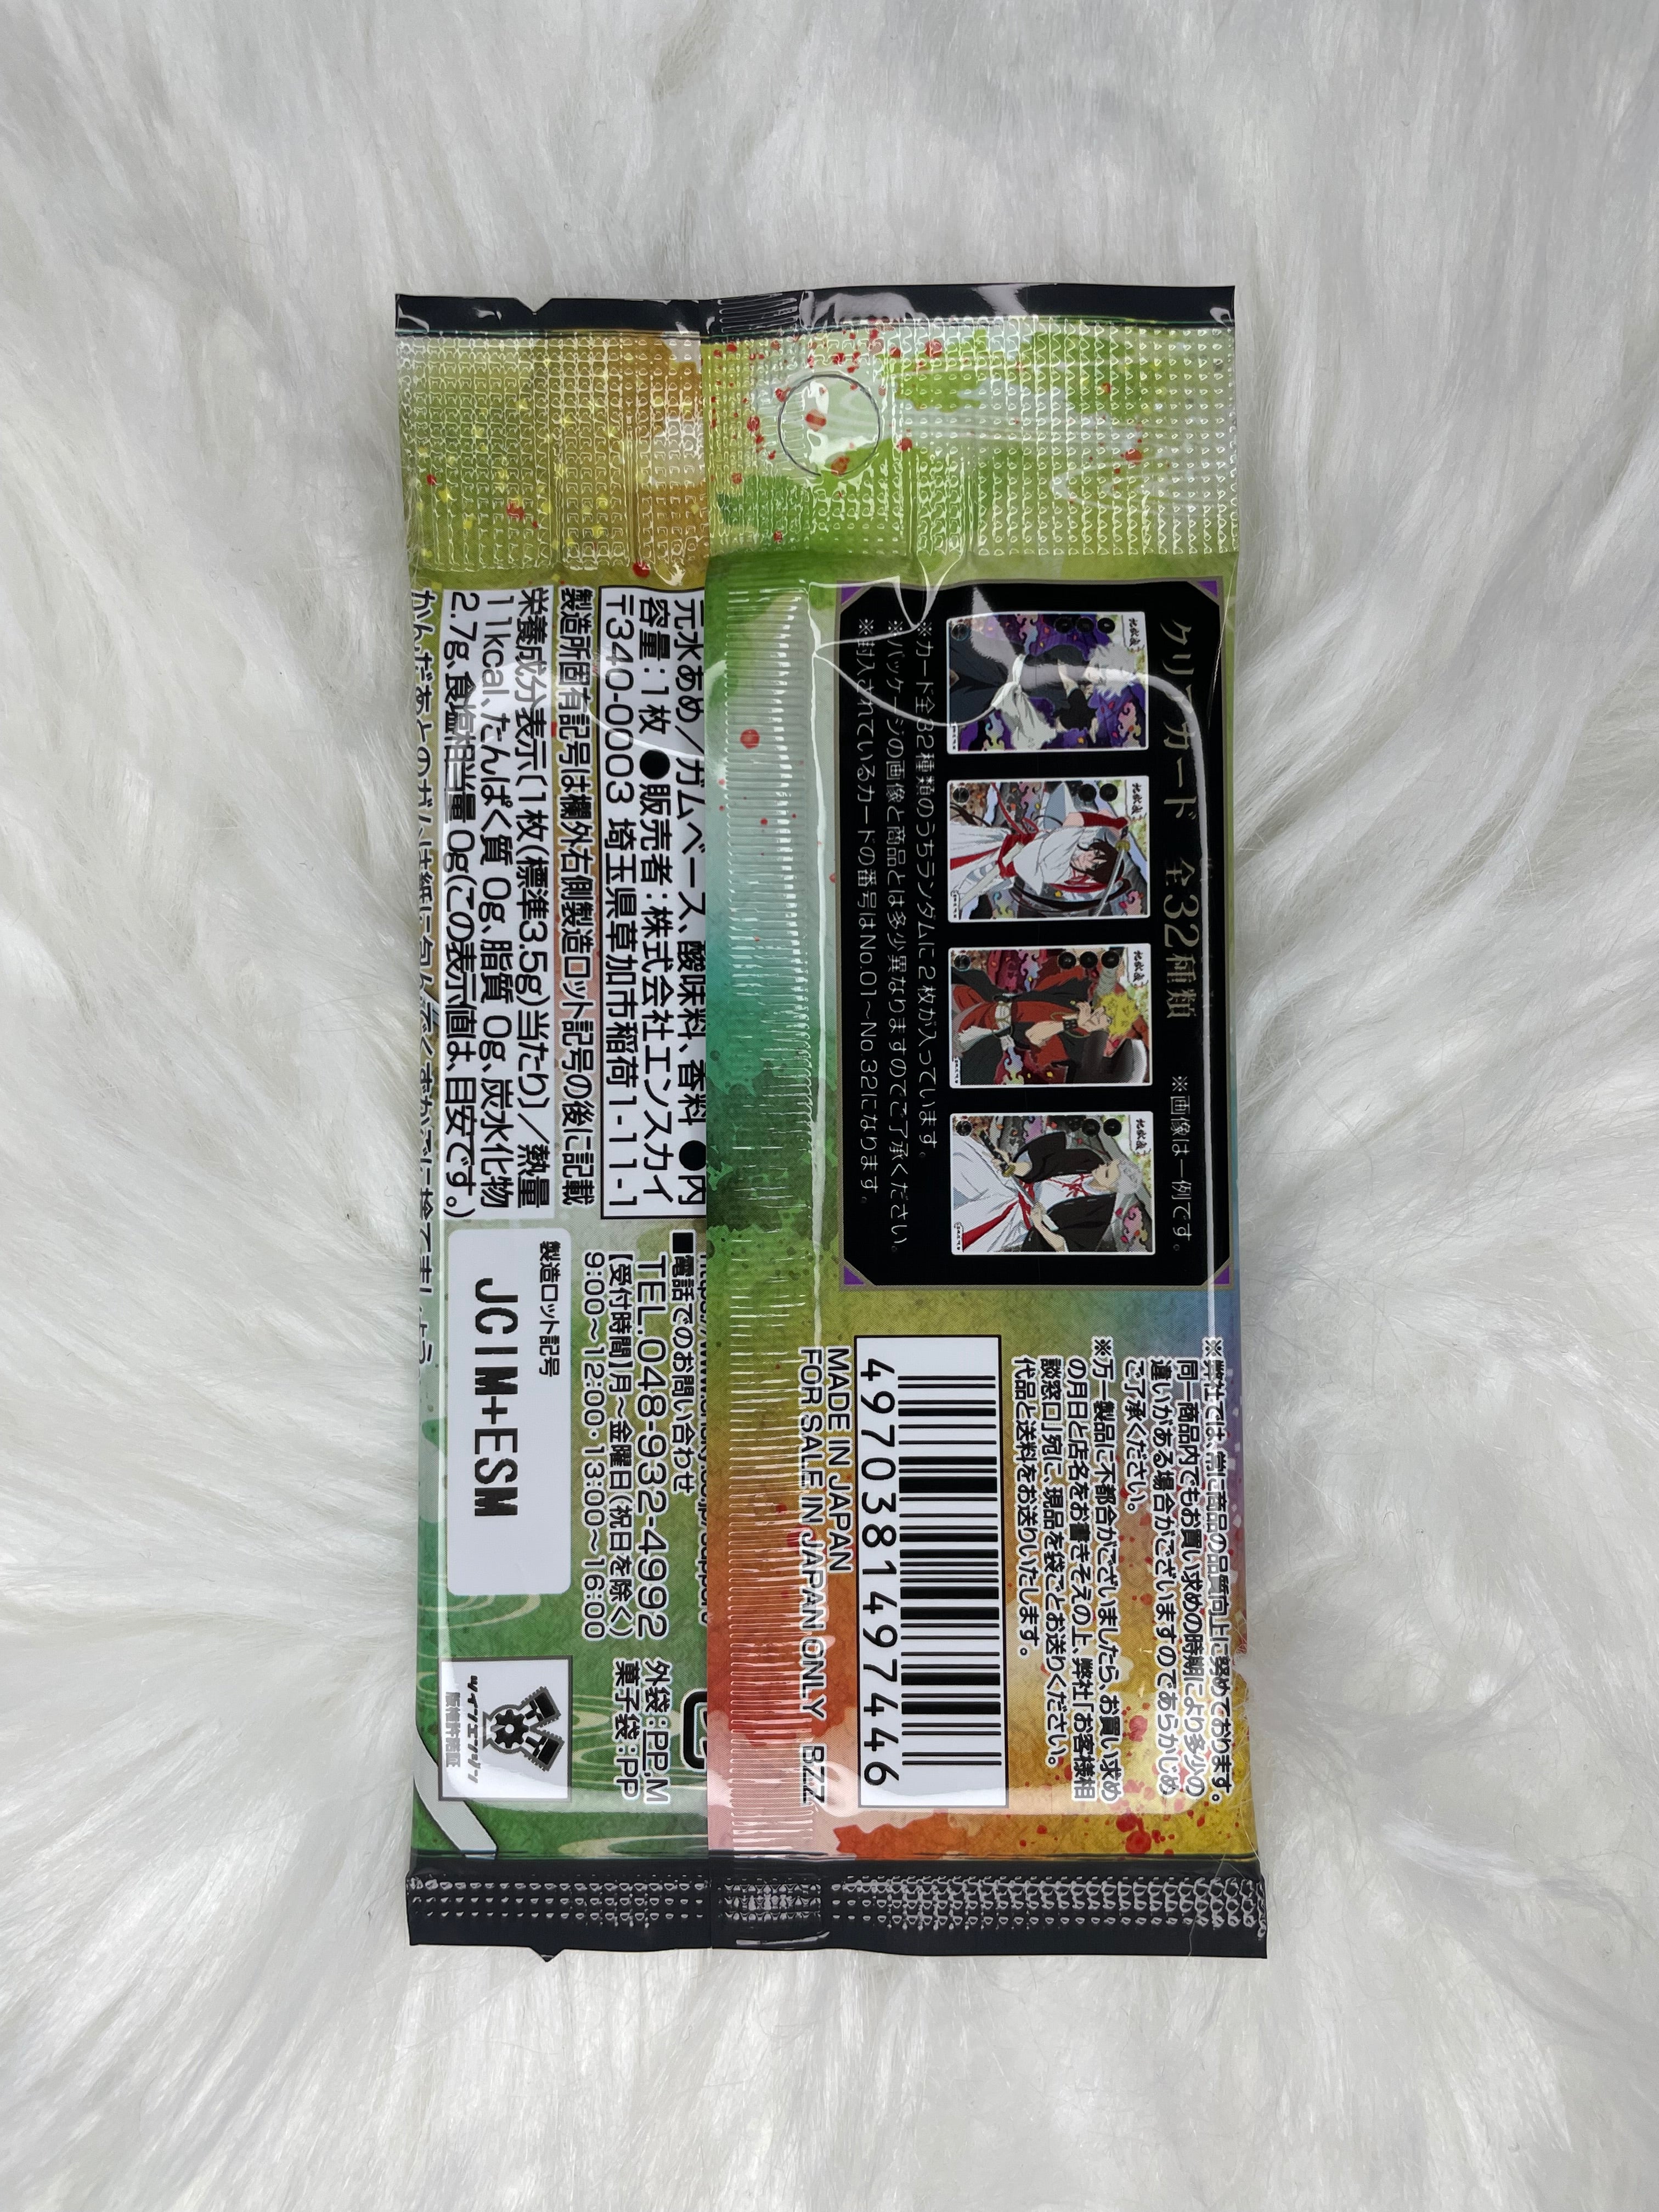 クリアカード 全32種類 ※画像は一例です。
※カード全32種類のうちランダムに2枚が入っています。
※パッケージの画像と商品とは多少異なりますのでご了承ください。
※封入されているカードの番号はNo.01~No.32になります。
※弊社では、常に商品の品質向上に努めております。
同一商品内でもお買い求めの時期により多少の
違いがある場合がございますのであらかじめ
ご了承ください。
※万一製品に不都合がございましたら、お買い求め
の月日と店名をお書きそえの上、弊社「お客様相
談窓口」宛に、現品を袋ごとお送りください。
代品と送料をお送りいたします。
4970381497446
MADE IN JAPAN
FOR SALE IN JAPAN ONLY BZZ
元水あめ/ガムベース、酸味料、香料 ●内
容量:1枚 ●販売者:株式会社エンスカイ
〒340-0003 埼玉県草加市稲荷1-11-1
製造所固有記号は欄外右側製造ロット記号の後に記載
栄養成分表示〔1枚(標準3.5g)当たり〕/熱量
11kcal、たんぱく質 0g、脂質 0g、炭水化物
2.7g、食塩相当量 0g(この表示値は、目安です。)
■電話でのお問い合わせ
TEL.048-932-4992
【受付時間】月~金曜日(祝日を除く)
9:00~12:00・13:00~16:00
製造ロット記号
JCIM+ESM
外袋:PP,M
菓子袋:PP
ツインエンジン
版権許諾証